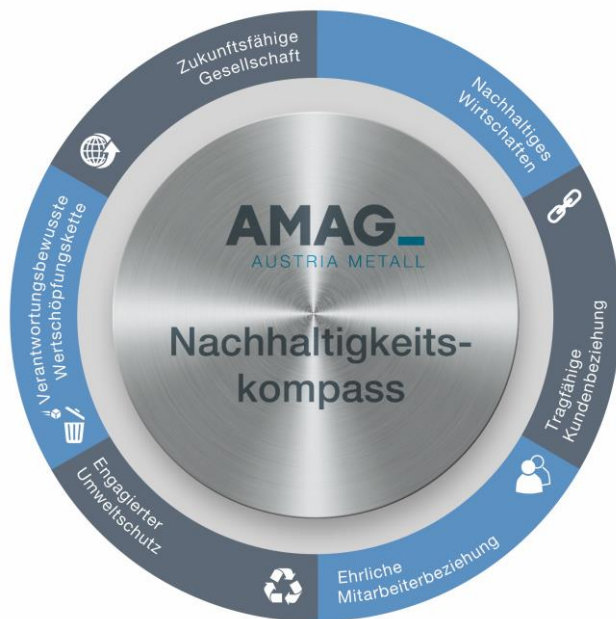 AMAG
AUSTRIA METALL
Nachhaltigkeits-
kompass
Nachhaltiges
Wirtschaften
Tragfähige
Kundenbeziehung
Ehrliche
Mitarbeiterbeziehung
Engagierter
Umweltschutz
Verantwortungsbewusste
Wertschöpfungskette
Zukunftsfähige
Gesellschaft